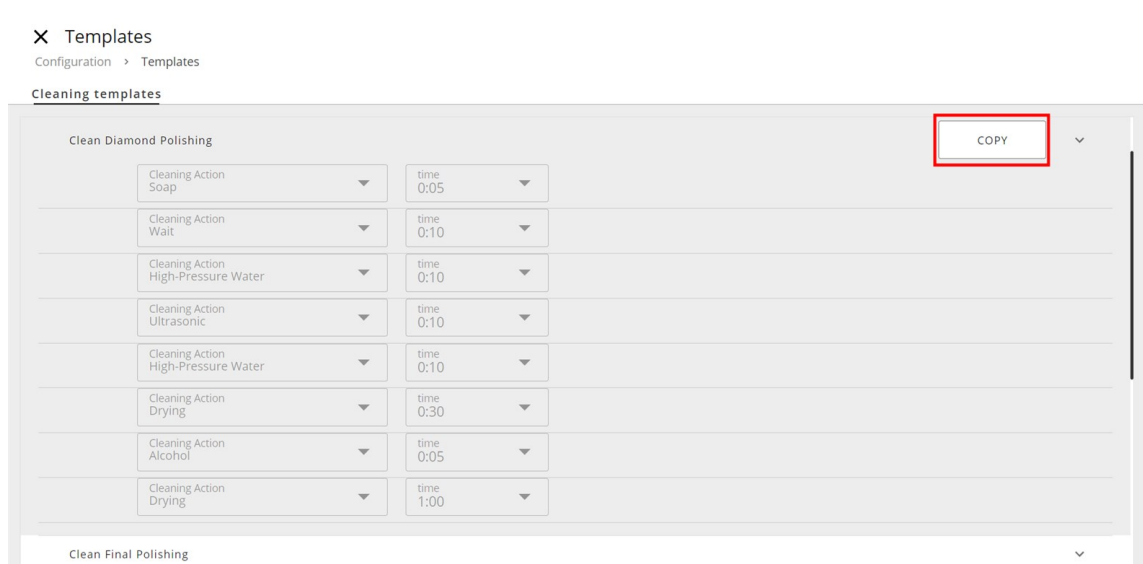 Templates
Configuration > Templates
Cleaning templates
Clean Diamond Polishing
COPY
Cleaning Action
Soap
time
0:05
Cleaning Action
Wait
time
0:10
Cleaning Action
High-Pressure Water
time
0:10
Cleaning Action
Ultrasonic
time
0:10
Cleaning Action
High-Pressure Water
time
0:10
Cleaning Action
Drying
time
0:30
Cleaning Action
Alcohol
time
0:05
Cleaning Action
Drying
time
1:00
Clean Final Polishing